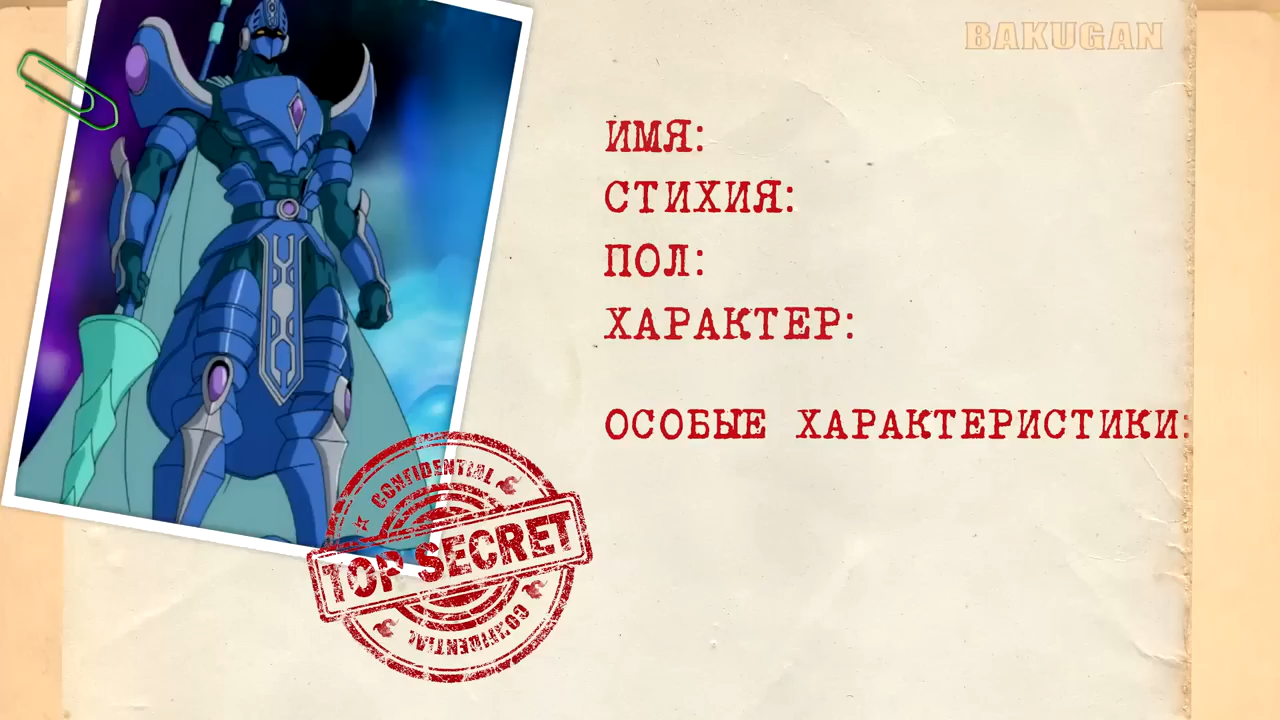 BAKUGAN
ИМЯ:
СТИХИЯ:
ПОЛ:
ХАРАКТЕР:
ОСОБЫЕ ХАРАКТЕРИСТИКИ:
CONFIDENTIAL
TOP SECRET
CONFIDENTIAL